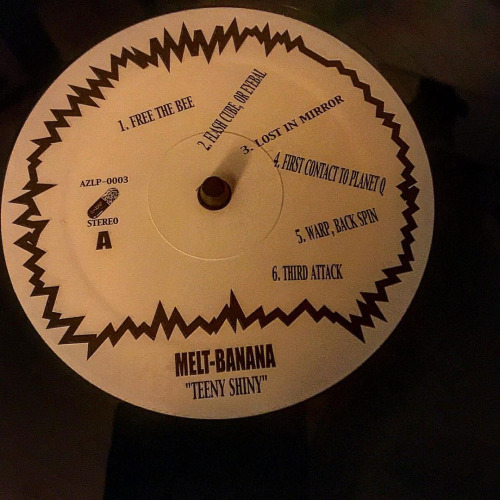 1. FREE THE BEE
2. FLASH CUBE, OR EYEBAL
3. LOST IN MIRROR
4. FIRST CONTACT TO PLANET Q
5. WARP, BACK SPIN
6. THIRD ATTACK
AZLP-0003
STEREO
A
MELT-BANANA
"TEENY SHINY"